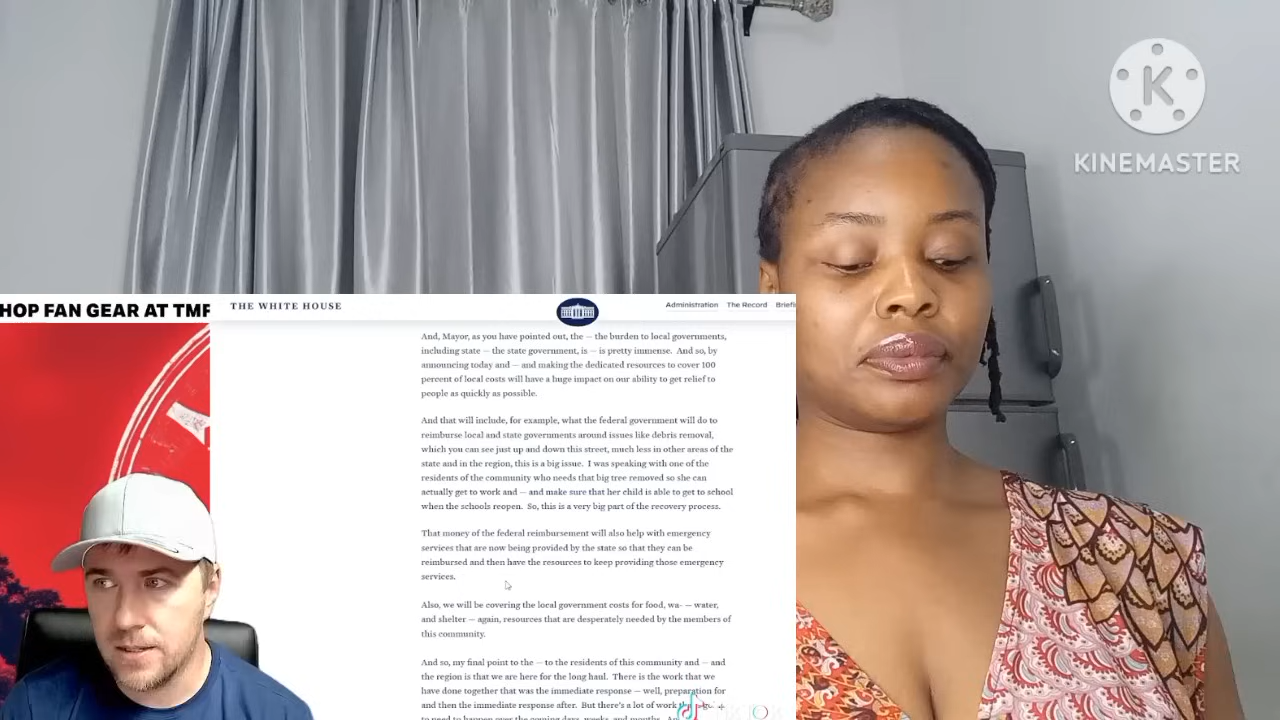 KINEMASTER
HOP FAN GEAR AT TMF
THE WHITE HOUSE
Administration The Record Briefi
And, Mayor, as you have pointed out, the — the burden to local governments,
including state — the state government, is — is pretty immense. And so, by
announcing today and — and making the dedicated resources to cover 100
percent of local costs will have a huge impact on our ability to get relief to
people as quickly as possible.
And that will include, for example, what the federal government will do to
reimburse local and state governments around issues like debris removal,
which you can see just up and down this street, much less in other areas of the
state and in the region, this is a big issue. I was speaking with one of the
residents of the community who needs that big tree removed so she can
actually get to work and — and make sure that her child is able to get to school
when the schools reopen. So, this is a very big part of the recovery process.
That money of the federal reimbursement will also help with emergency
services that are now being provided by the state so that they can be
reimbursed and then have the resources to keep providing those emergency
services.
Also, we will be covering the local government costs for food, wa- — water,
and shelter — again, resources that are desperately needed by the members of
this community.
And so, my final point to the — to the residents of this community and — and
the region is that we are here for the long haul. There is the work that we
have done together that was the immediate response — well, preparation for
and then the immediate response after. But there's a lot of work
to need to happen over the coming days, weeks, and months.